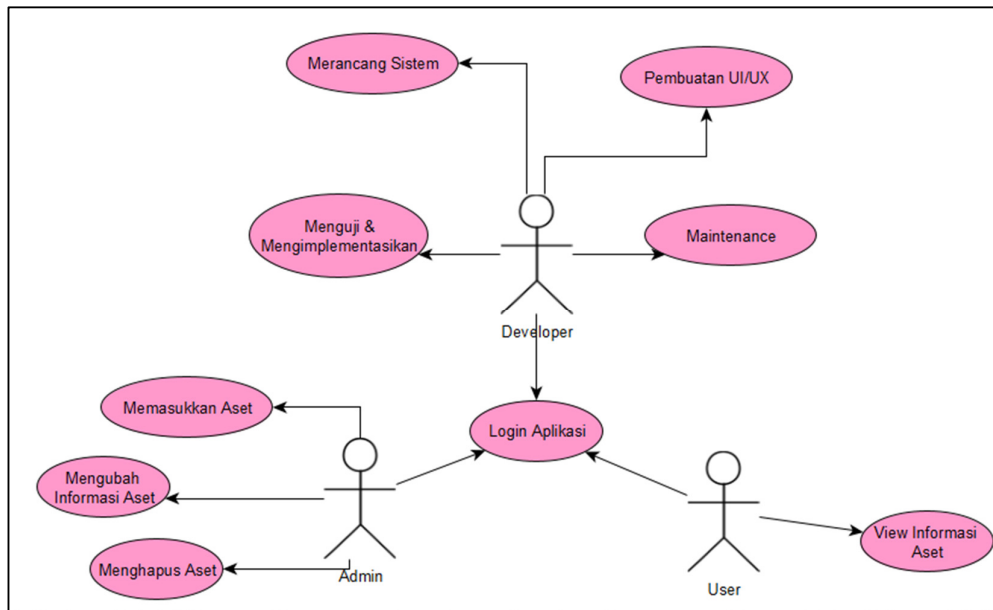 Merancang Sistem
Pembuatan UI/UX
Menguji &
Mengimplementasikan
Maintenance
Developer
Memasukkan Aset
Login Aplikasi
Mengubah
Informasi Aset
View Informasi
Aset
Menghapus Aset
Admin
User